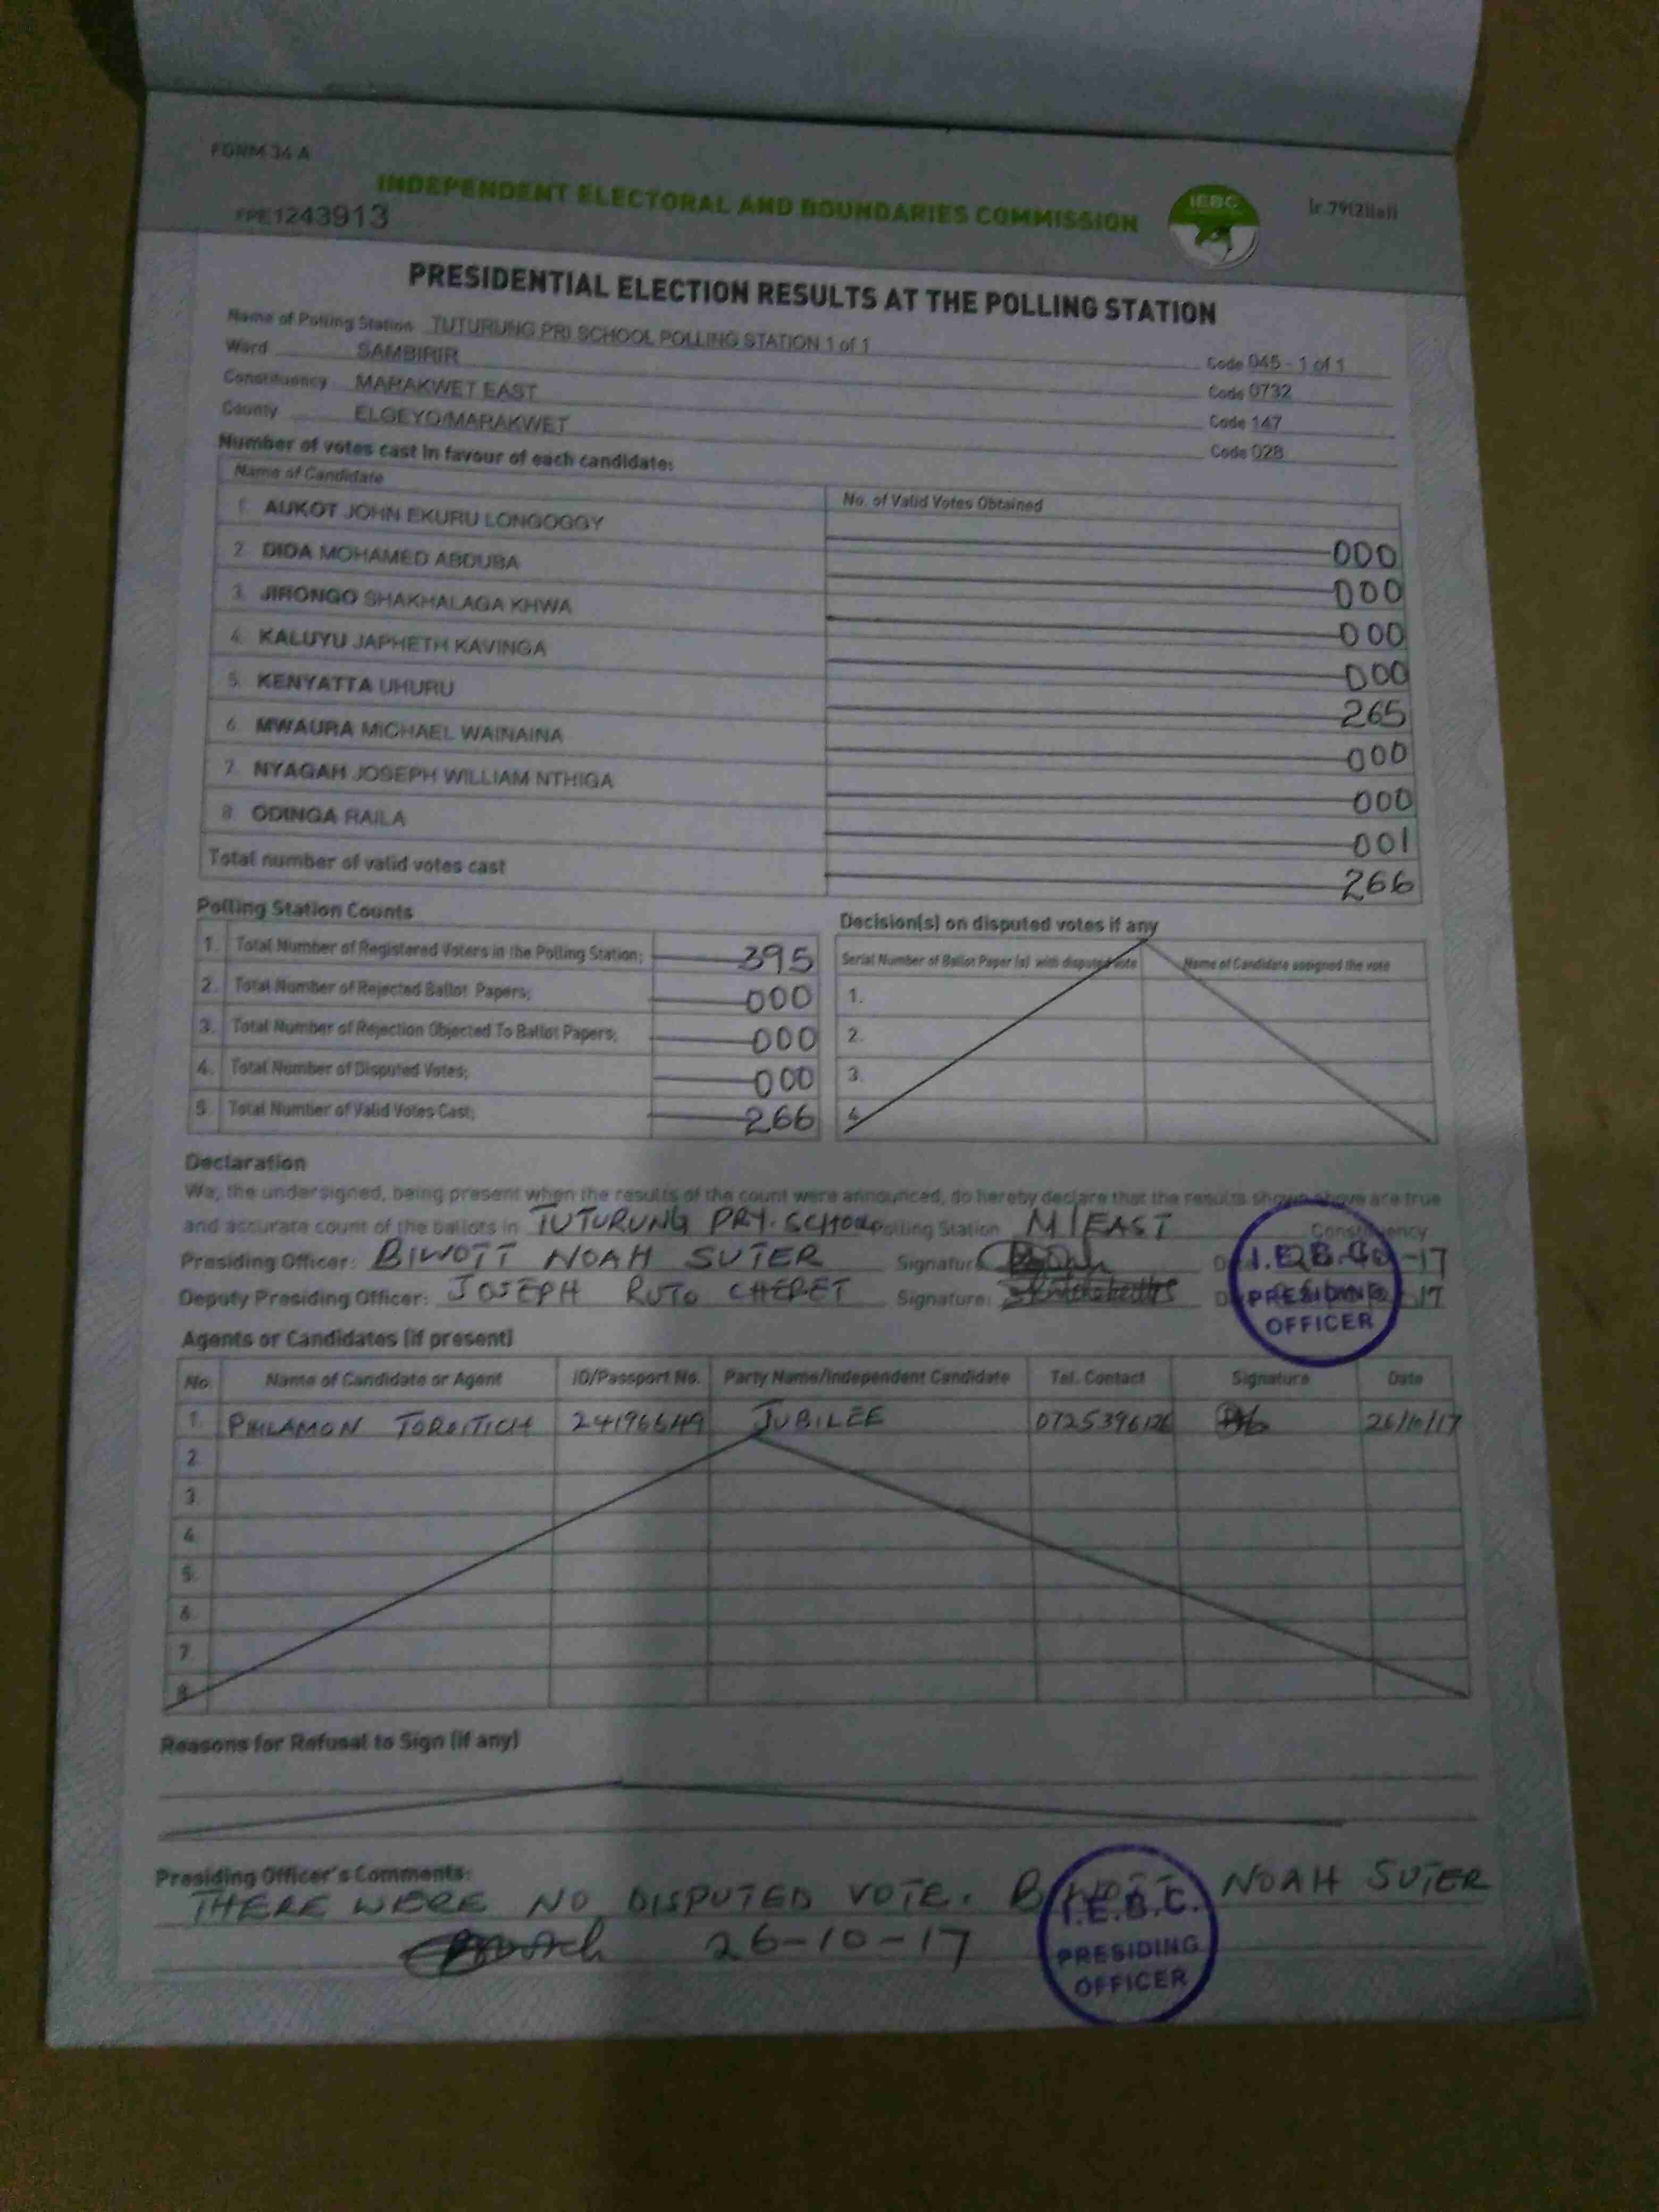 FORM 34 A
INDEPENDENT ELECTORAL AND BOUNDARIES COMMISSION
IEBC
FPE1243913
PRESIDENTIAL ELECTION RESULTS AT THE POLLING STATION
Name of Polling Station TUTURUNG PRI SCHOOL POLLING STATION 1 of 1 Code 045 - 1 of 1
Ward SAMBIRIR Code 0732
Constituency MARAKWET EAST Code 147
County ELGEYO/MARAKWET Code 028
Number of votes cast in favour of each candidate:
Name of Candidate No. of Valid Votes Obtained
1. AUKOT JOHN EKURU LONGOGGY 000
2. DIDA MOHAMED ABDUBA 000
3. JIRONGO SHAKHALAGA KHWA 000
4. KALUYU JAPHETH KAVINGA 000
5. KENYATTA UHURU 265
6. MWAURA MICHAEL WAINAINA 000
7. NYAGAH JOSEPH WILLIAM NTHIGA 000
8. ODINGA RAILA 001
Total number of valid votes cast 266
Polling Station Counts
1. Total Number of Registered Voters in the Polling Station; 395
2. Total Number of Rejected Ballot Papers; 000
3. Total Number of Rejection Objected To Ballot Papers; 000
4. Total Number of Disputed Votes; 000
5. Total Number of Valid Votes Cast; 266
Decision(s) on disputed votes if any
Serial Number of Ballot Paper (s) with disputed vote Name of Candidate assigned the vote
1.
2.
3.
4.
Declaration
We, the undersigned, being present when the results of the count were announced, do hereby declare that the results shown above are true
and accurate count of the ballots in TUTURUNG PRY. SCHOOL Polling Station M/EAST Constituency
Presiding Officer: BIWOTT NOAH SUTER Signature
Deputy Presiding Officer: JOSEPH RUTO CHEPET Signature:
I.E.B.C.
PRESIDING
OFFICER
Agents or Candidates (if present)
No. Name of Candidate or Agent ID/Passport No. Party Name/Independent Candidate Tel. Contact Signature Date
1. PHILAMON TOROITICH 24196649 JUBILEE 0725396126 26/10/17
2.
3.
4.
5.
6.
7.
8.
Reasons for Refusal to Sign (if any)
Presiding Officer's Comments:
THERE WERE NO DISPUTED VOTE. BIWOTT NOAH SUTER
26-10-17
I.E.B.C.
PRESIDING
OFFICER